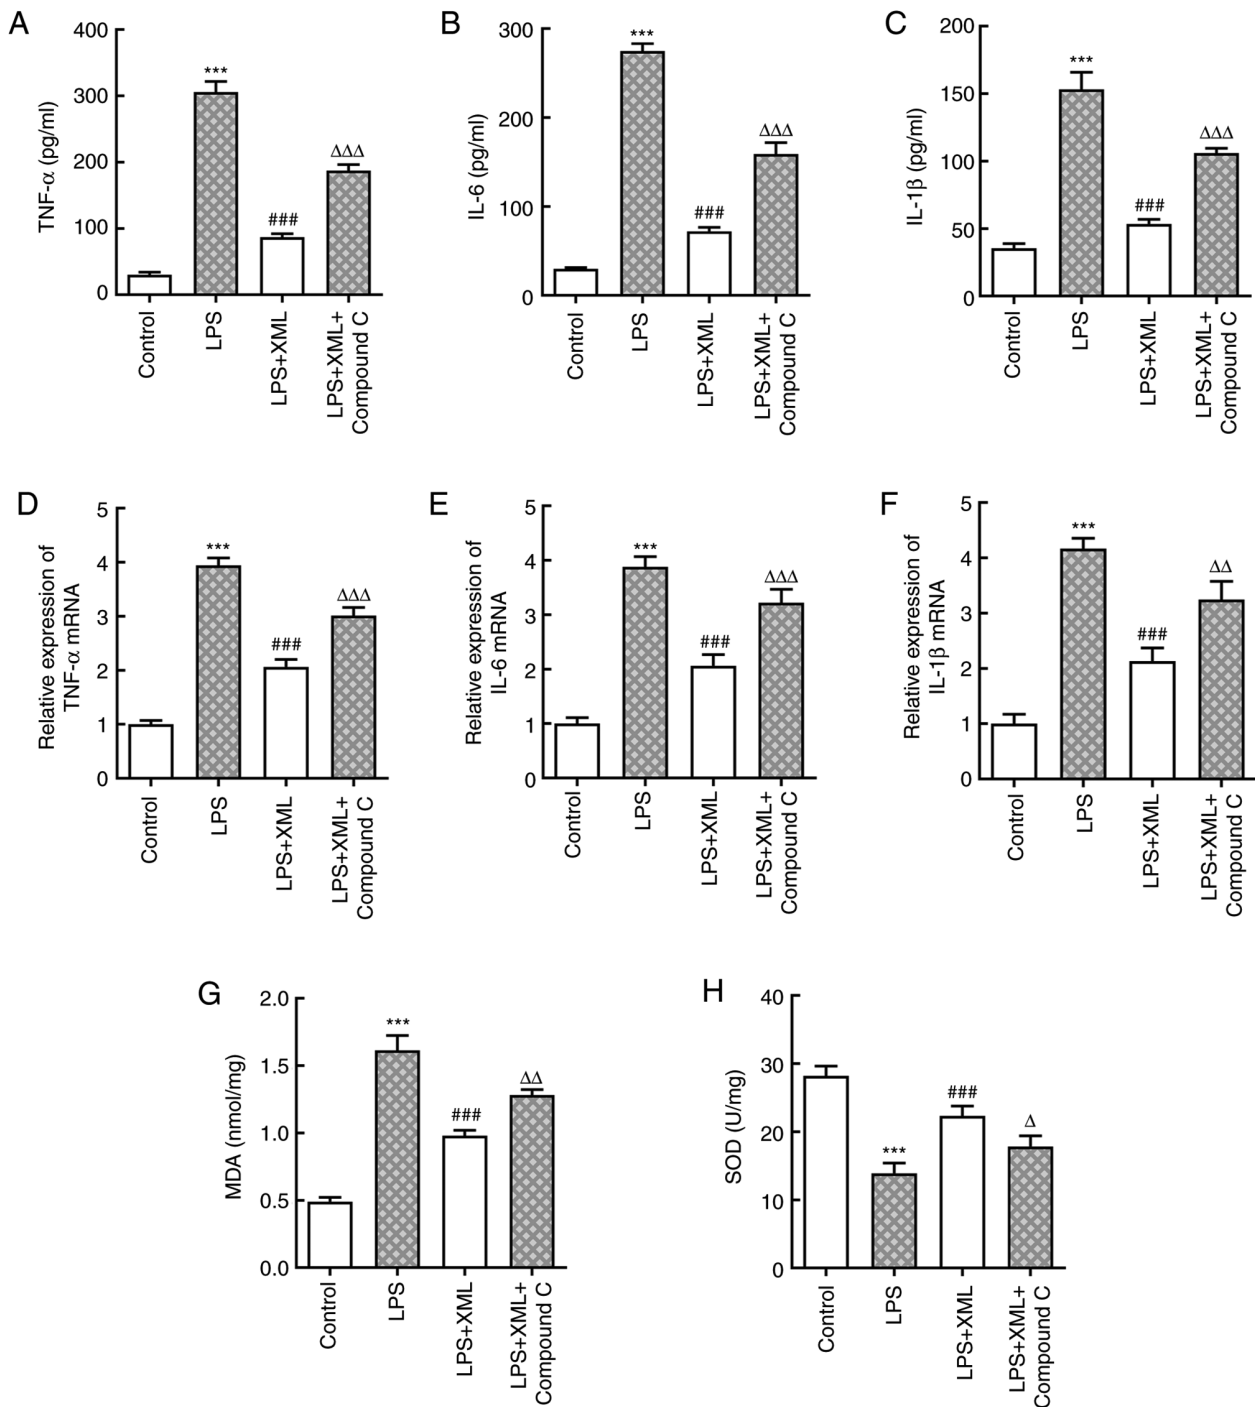 A
TNF-α (pg/ml)
400
300
200
100
0
***
###
ΔΔΔ
Control
LPS
LPS+XML
LPS+XML+
Compound C
B
IL-6 (pg/ml)
300
200
100
0
***
###
ΔΔΔ
Control
LPS
LPS+XML
LPS+XML+
Compound C
C
IL-1β (pg/ml)
200
150
100
50
0
***
###
ΔΔΔ
Control
LPS
LPS+XML
LPS+XML+
Compound C
D
Relative expression of
TNF-α mRNA
5
4
3
2
1
0
***
###
ΔΔΔ
Control
LPS
LPS+XML
LPS+XML+
Compound C
E
Relative expression of
IL-6 mRNA
5
4
3
2
1
0
***
###
ΔΔΔ
Control
LPS
LPS+XML
LPS+XML+
Compound C
F
Relative expression of
IL-1β mRNA
5
4
3
2
1
0
***
###
ΔΔ
Control
LPS
LPS+XML
LPS+XML+
Compound C
G
MDA (nmol/mg)
2.0
1.5
1.0
0.5
0.0
***
###
ΔΔ
Control
LPS
LPS+XML
LPS+XML+
Compound C
H
SOD (U/mg)
40
30
20
10
0
***
###
Δ
Control
LPS
LPS+XML
LPS+XML+
Compound C